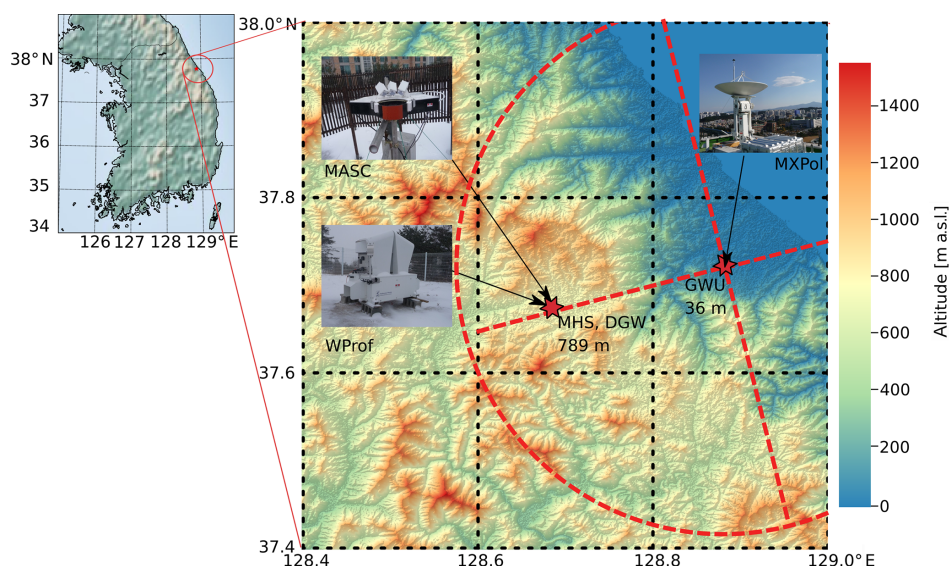 38.0°N
38°N
37
36
35
34
126 127 128 129°E
MASC
MXPol
37.8
GWU
36 m
MHS, DGW
789 m
WProf
37.6
37.4
128.4
128.6
128.8
129.0°E
1400
1200
1000
800
600
400
200
0
Altitude [m a.s.l.]